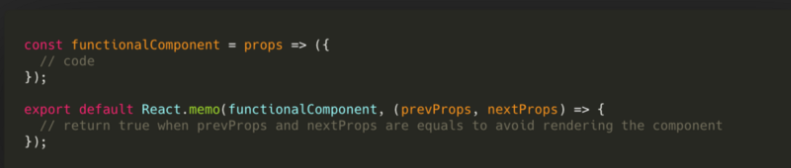 const functionalComponent = props => ({
// code
});
export default React.memo(functionalComponent, (prevProps, nextProps) => {
// return true when prevProps and nextProps are equals to avoid rendering the component
});